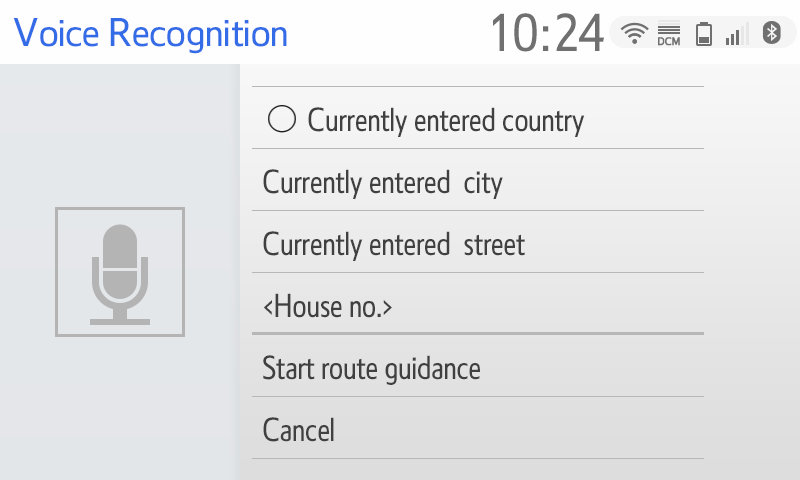 Voice Recognition
10:24
DCM
Currently entered country
Currently entered city
Currently entered street
<House no.>
Start route guidance
Cancel